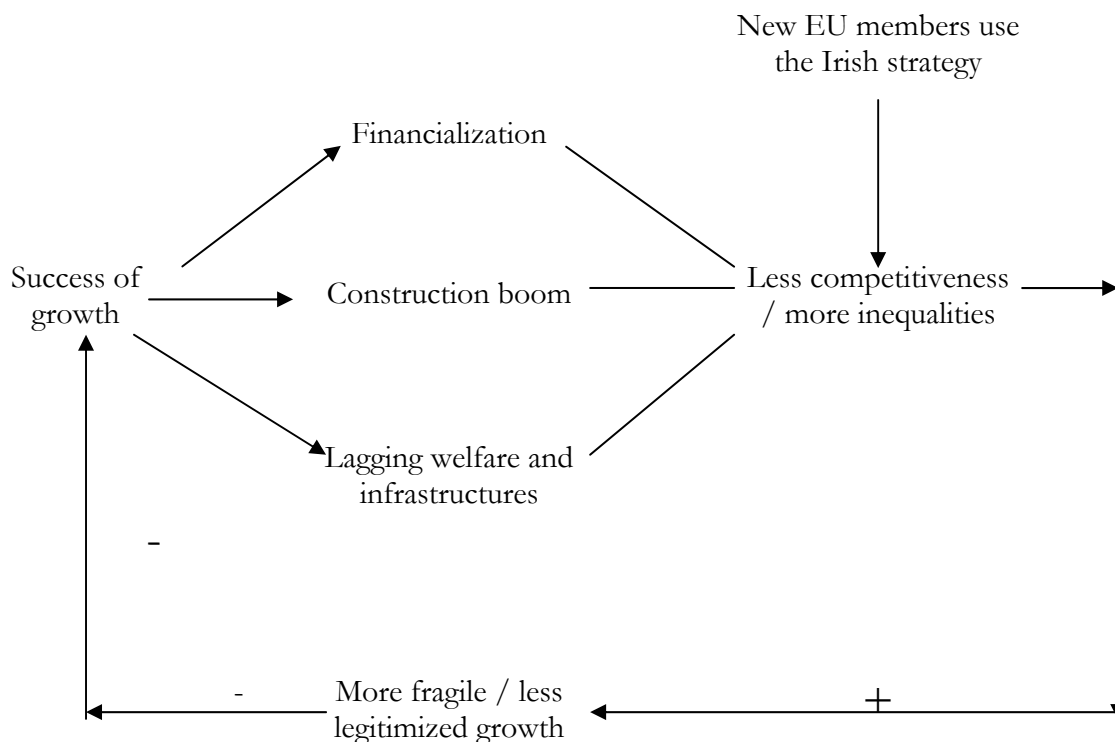 New EU members use
the Irish strategy
Financialization
Success of
growth
Construction boom
Less competitiveness
/ more inequalities
Lagging welfare and
infrastructures
-
-
More fragile / less
legitimized growth
+